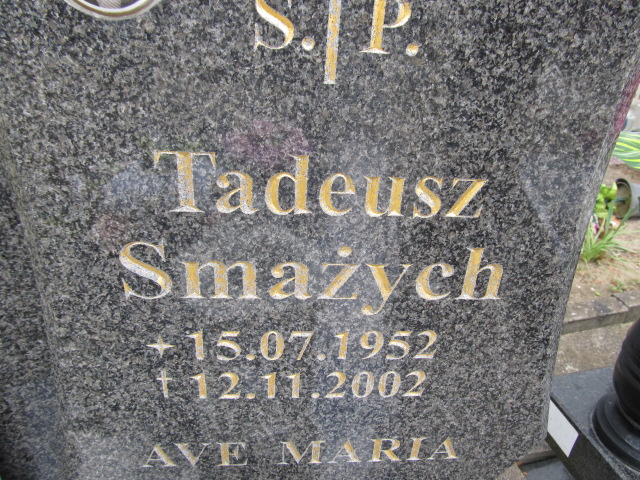 S. P.
Tadeusz
Smażych
15.07.1952
† 12.11.2002
AVE MARIA